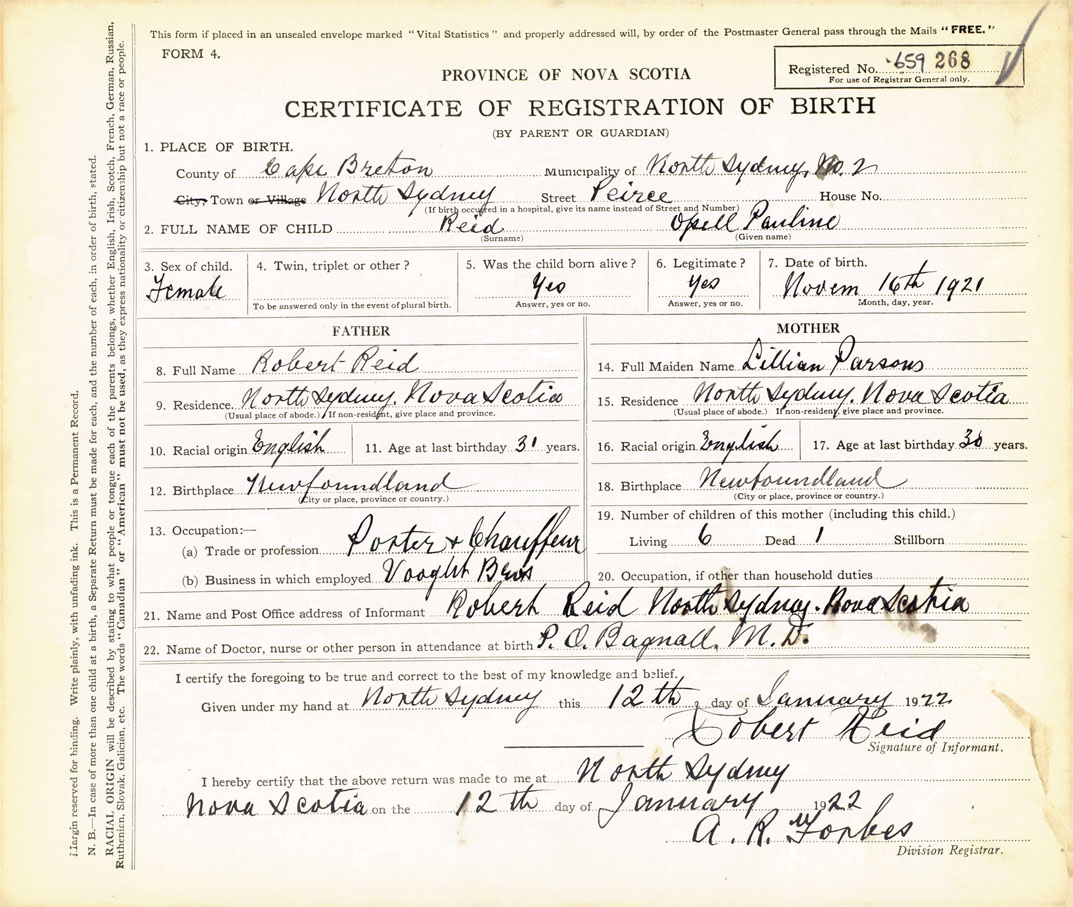 This form if placed in an unsealed envelope marked "Vital Statistics" and properly addressed will, by order of the Postmaster General pass through the Mails "FREE."
FORM 4.
Registered No. 659 268
For use of Registrar General only.
PROVINCE OF NOVA SCOTIA
CERTIFICATE OF REGISTRATION OF BIRTH
(BY PARENT OR GUARDIAN)
1. PLACE OF BIRTH.
County of Cape Breton Municipality of North Sydney, No. 2
City, Town or Village North Sydney Street Peirce House No.
(If birth occured in a hospital, give its name instead of Street and Number)
2. FULL NAME OF CHILD Reid Opell Pauline
(Surname) (Given name)
3. Sex of child. 4. Twin, triplet or other? 5. Was the child born alive? 6. Legitimate? 7. Date of birth.
Female Yes Yes Novem 16th 1921
To be answered only in the event of plural birth. Answer, yes or no. Answer, yes or no. Month, day, year.
FATHER
8. Full Name Robert Reid
9. Residence. North Sydney. Nova Scotia
(Usual place of abode.) If non-resident, give place and province.
10. Racial origin English 11. Age at last birthday 31 years.
12. Birthplace Newfoundland
(City or place, province or country.)
13. Occupation:—
(a) Trade or profession Porter & Chauffeur
(b) Business in which employed Vooght Bros
MOTHER
14. Full Maiden Name Lillian Parsons
15. Residence North Sydney. Nova Scotia
(Usual place of abode.) If non-resident, give place and province.
16. Racial origin English 17. Age at last birthday 30 years.
18. Birthplace Newfoundland
(City or place, province or country.)
19. Number of children of this mother (including this child.)
Living 6 Dead 1 Stillborn
20. Occupation, if other than household duties
21. Name and Post Office address of Informant Robert Reid North Sydney. Nova Scotia
22. Name of Doctor, nurse or other person in attendance at birth P. O. Bagnall, M. D.
I certify the foregoing to be true and correct to the best of my knowledge and belief.
Given under my hand at North Sydney this 12th day of January 1922
Robert Reid
Signature of Informant.
I hereby certify that the above return was made to me at North Sydney
Nova Scotia on the 12th day of January 1922
A. R. Forbes
Division Registrar.
Margin reserved for binding. Write plainly, with unfading ink. This is a Permanent Record.
N. B.—In case of more than one child at a birth, a Separate Return must be made for each, and the number of each, in order of birth, stated.
RACIAL ORIGIN will be described by stating to what people or tongue each of the parents belongs, whether English, Irish, Scotch, French, German, Russian,
Ruthenian, Slovak, Galician, etc. The words "Canadian" or "American" must not be used, as they express nationality or citizenship but not a race or people.